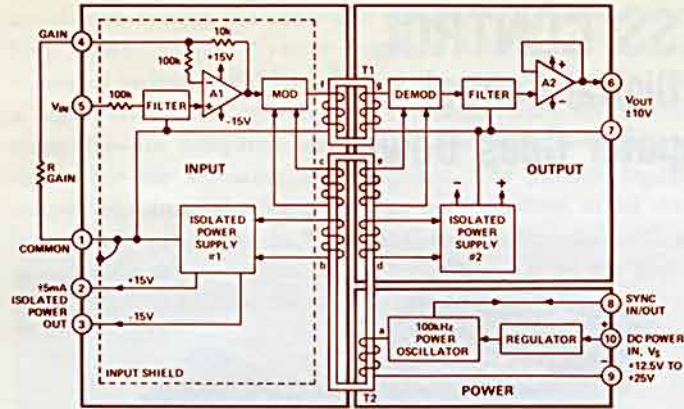 GAIN 4
10k
100k
+15V
A1
-15V
VIN 5
100k
FILTER
MOD
T1
g
DEMOD
FILTER
+
A2
-
6
VOUT
±10V
7
R
GAIN
INPUT
c
e
OUTPUT
- +
COMMON 1
ISOLATED
POWER
SUPPLY
#1
b
d
ISOLATED
POWER
SUPPLY
#2
±5mA 2
+15V
ISOLATED
POWER
OUT 3
-15V
INPUT SHIELD
a
100kHz
POWER
OSCILLATOR
REGULATOR
T2
POWER
8 SYNC
IN/OUT
+
10 DC POWER
IN, VS
-
+12.5V TO
9 +25V